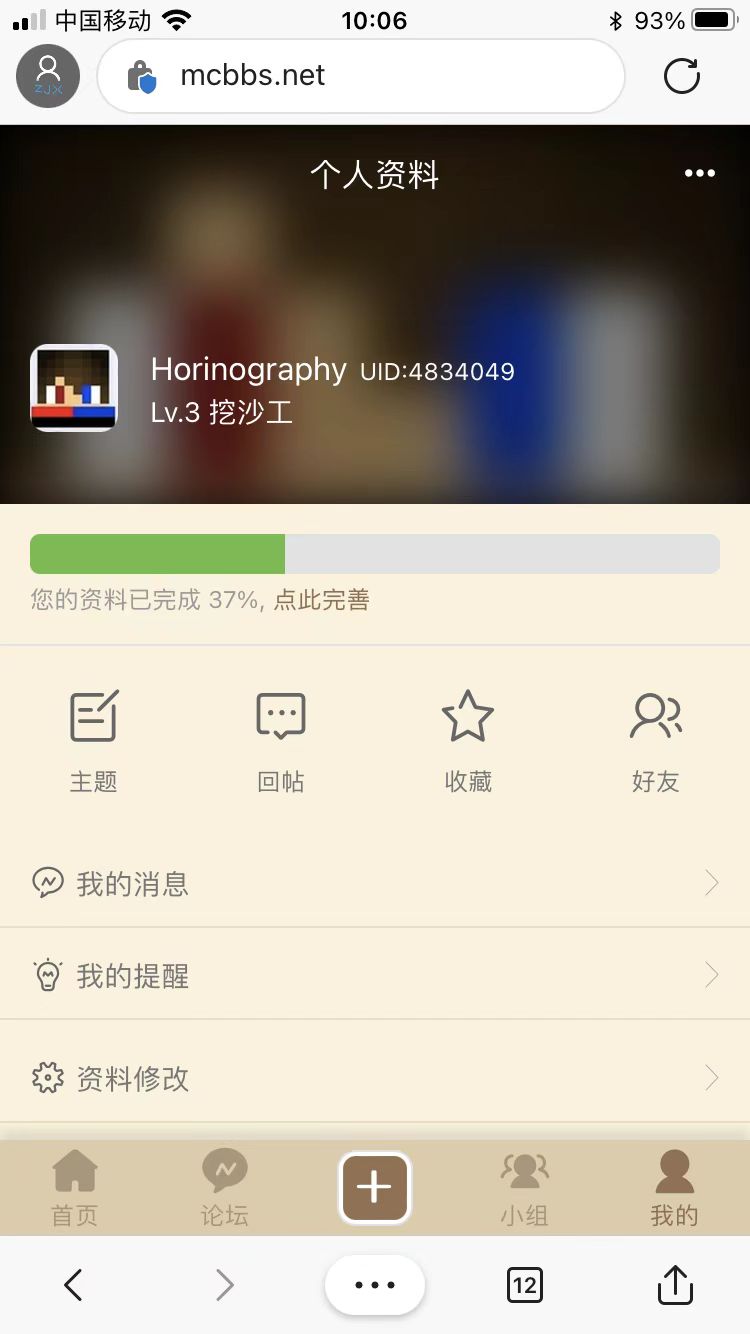 中国移动 10:06 93%
ZJX mcbbs.net
个人资料
Horinography UID:4834049
Lv.3 挖沙工
您的资料已完成 37%, 点此完善
主题 回帖 收藏 好友
我的消息
我的提醒
资料修改
首页 论坛 小组 我的
12